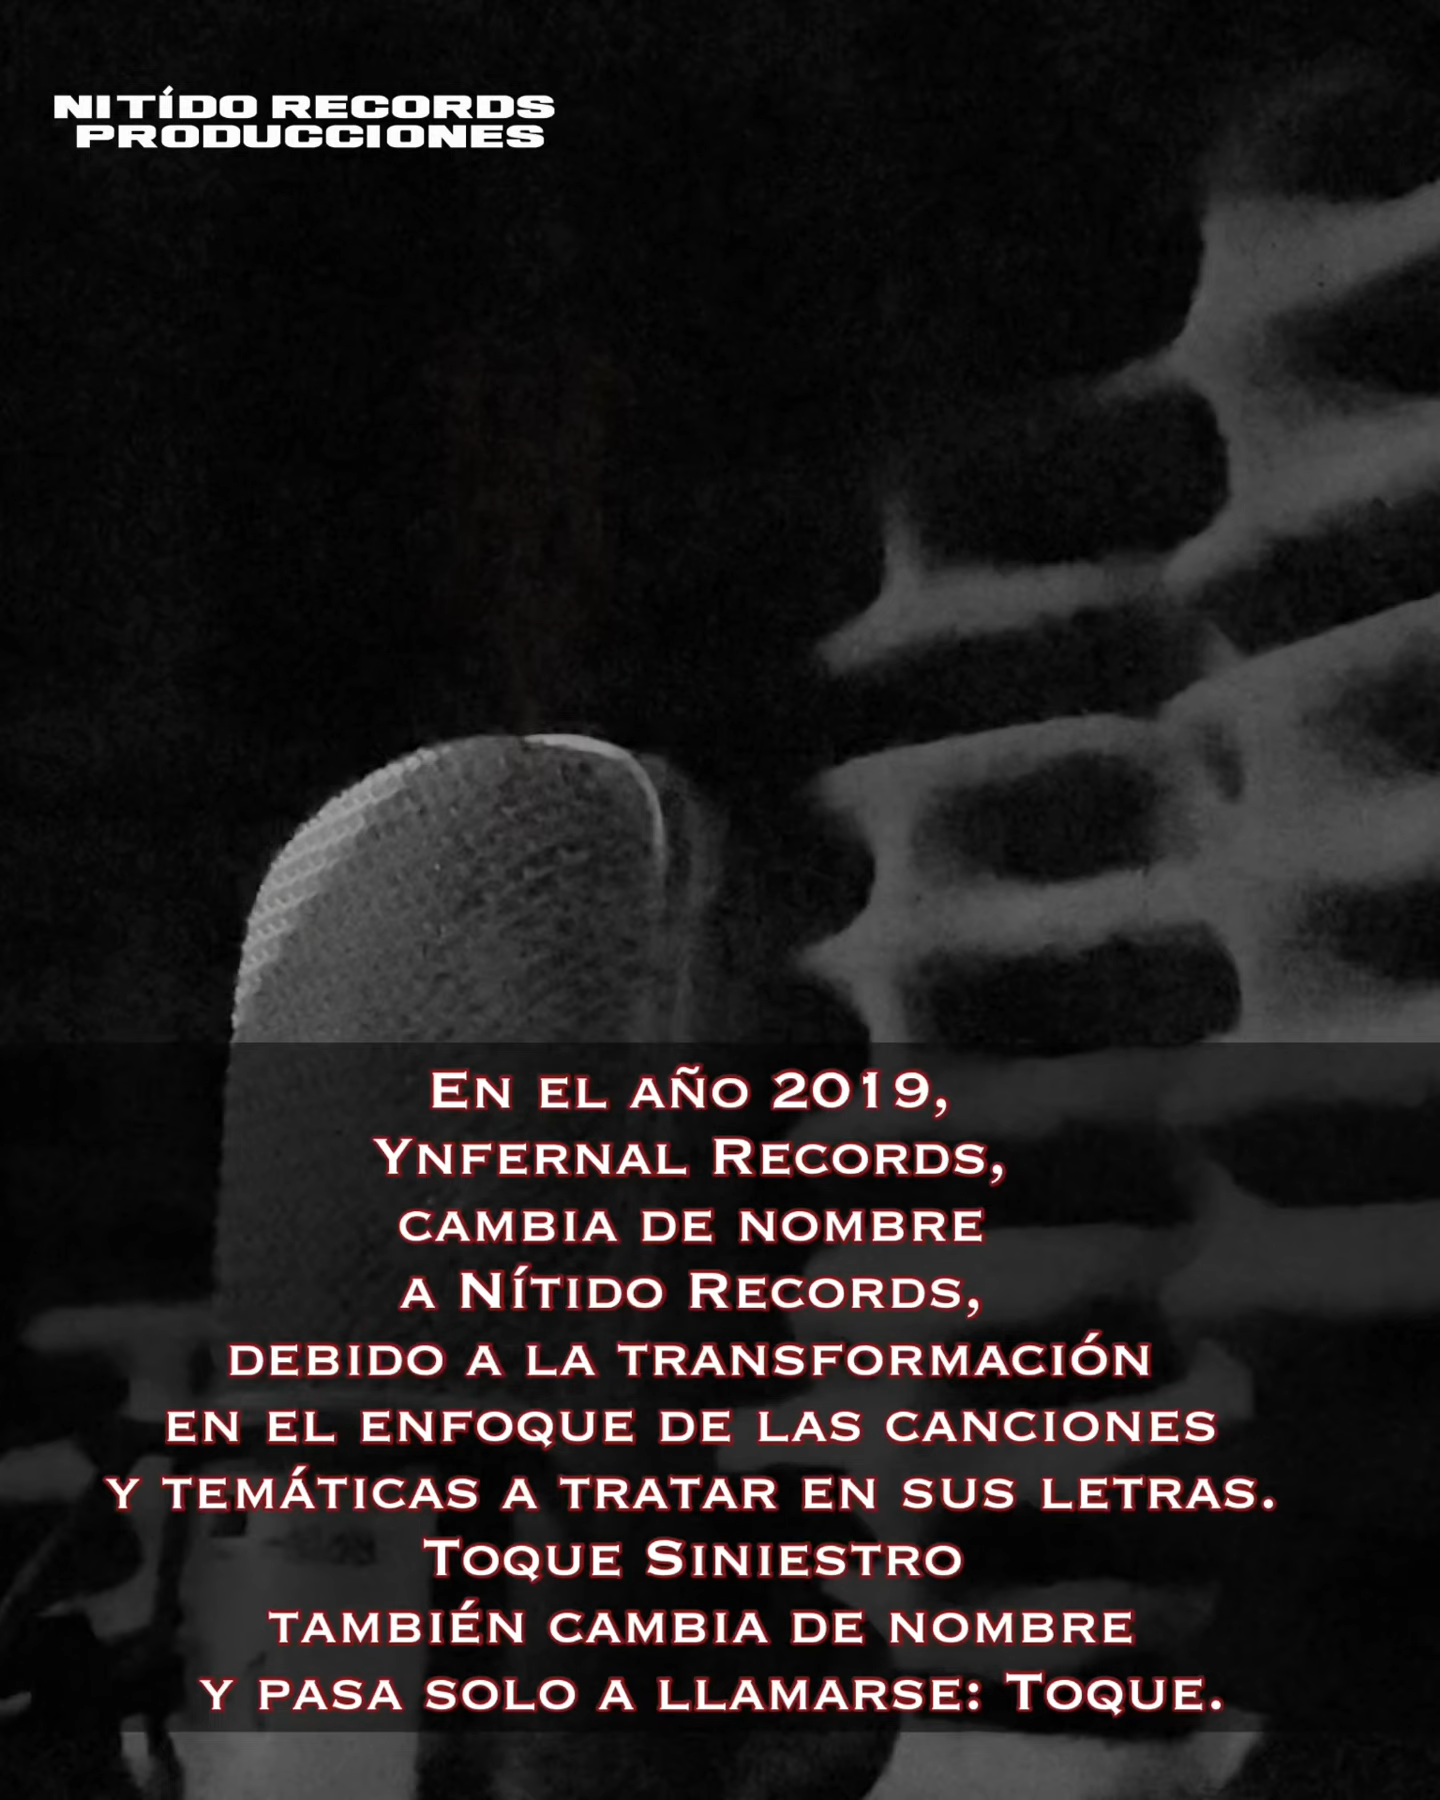 NITÍDO RECORDS
PRODUCCIONES
En el año 2019,
Ynfernal Records,
cambia de nombre
a Nítido Records,
debido a la transformación
en el enfoque de las canciones
y temáticas a tratar en sus letras.
Toque Siniestro
también cambia de nombre
y pasa solo a llamarse: Toque.